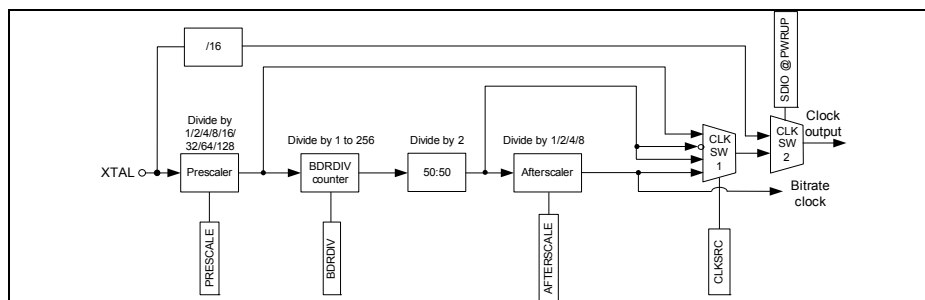 /16
SDIO @PWRUP
Divide by
1/2/4/8/16/
32/64/128
Divide by 1 to 256
Divide by 2
Divide by 1/2/4/8
CLK
SW
1
CLK
SW
2
Clock
output
XTAL
Prescaler
BDRDIV
counter
50:50
Afterscaler
Bitrate
clock
PRESCALE
BDRDIV
AFTERSCALE
CLKSRC